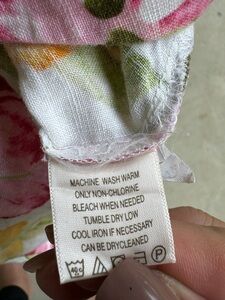 MACHINE WASH WARM
ONLY NON-CHLORINE
BLEACH WHEN NEEDED
TUMBLE DRY LOW
COOL IRON IF NECESSARY
CAN BE DRYCLEANED
40°C P